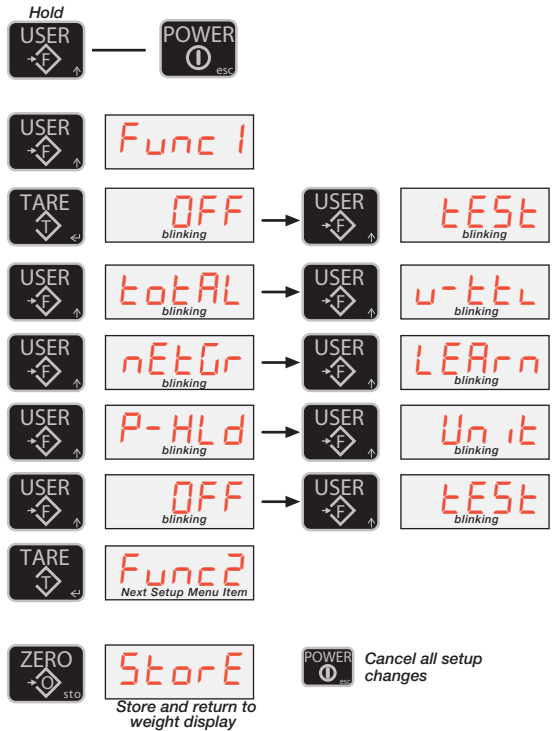 Hold
USER
F
POWER
esc
USER
F
Func 1
TARE
T
OFF
blinking
USER
F
tESt
blinking
USER
F
totAL
blinking
USER
F
v-ttL
blinking
USER
F
nEtGr
blinking
USER
F
LEArn
blinking
USER
F
P-HLd
blinking
USER
F
Unit
blinking
USER
F
OFF
blinking
USER
F
tESt
blinking
TARE
T
Func2
Next Setup Menu Item
ZERO
0
sto
StorE
Store and return to
weight display
POWER
esc
Cancel all setup
changes